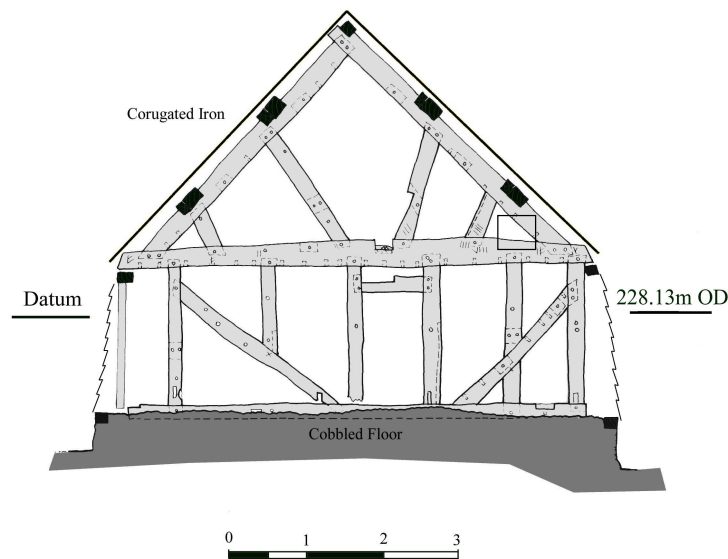 Corugated Iron
Datum
228.13m OD
Cobbled Floor
0 1 2 3